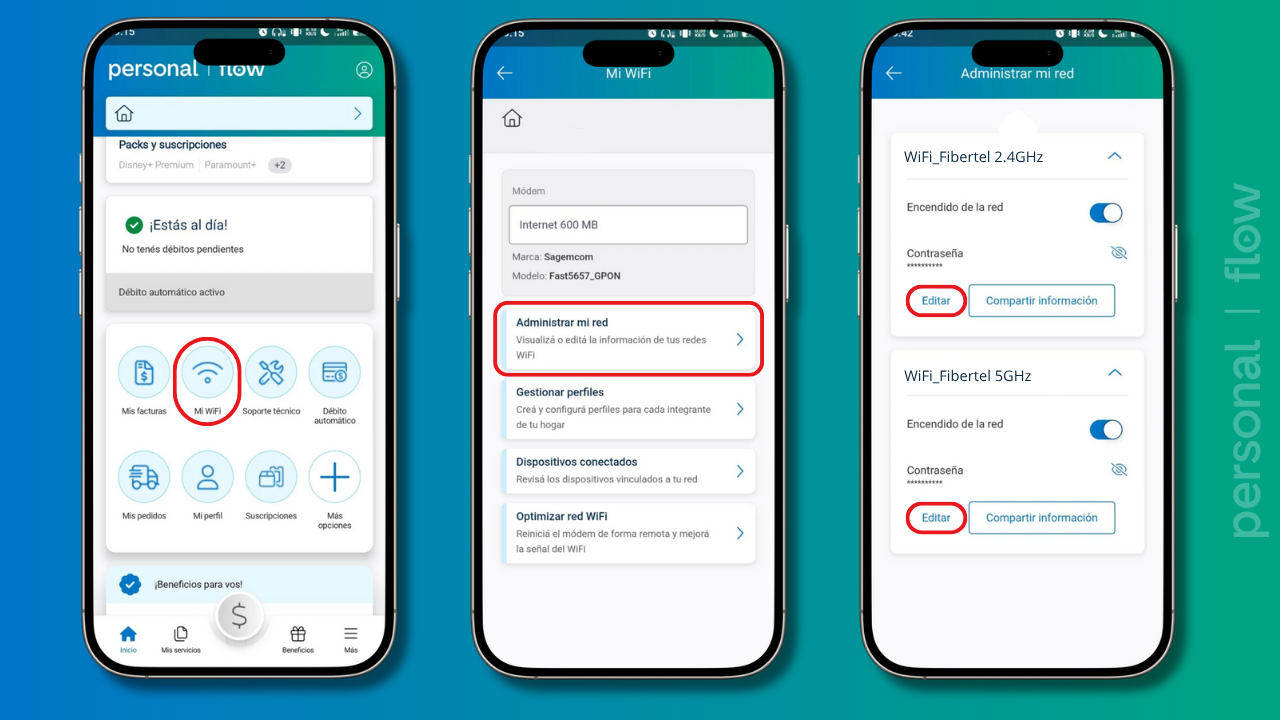 :15
personal | flow
Packs y suscripciones
Disney+ Premium | Paramount+ +2
¡Estás al día!
No tenés débitos pendientes
Débito automático activo
Mis facturas
Mi WiFi
Soporte técnico
Débito
automático
Mis pedidos
Mi perfil
Suscripciones
Más
opciones
¡Beneficios para vos!
$
Inicio
Mis servicios
Beneficios
Más
:15
Mi WiFi
Módem
Internet 600 MB
Marca: Sagemcom
Modelo: Fast5657_GPON
Administrar mi red
Visualizá o editá la información de tus redes
WiFi
Gestionar perfiles
Creá y configurá perfiles para cada integrante
de tu hogar
Dispositivos conectados
Revisá los dispositivos vinculados a tu red
Optimizar red WiFi
Reiniciá el módem de forma remota y mejorá
la señal del WiFi
:42
Administrar mi red
WiFi_Fibertel 2.4GHz
Encendido de la red
Contraseña
**********
Editar
Compartir información
WiFi_Fibertel 5GHz
Encendido de la red
Contraseña
**********
Editar
Compartir información
personal | flow